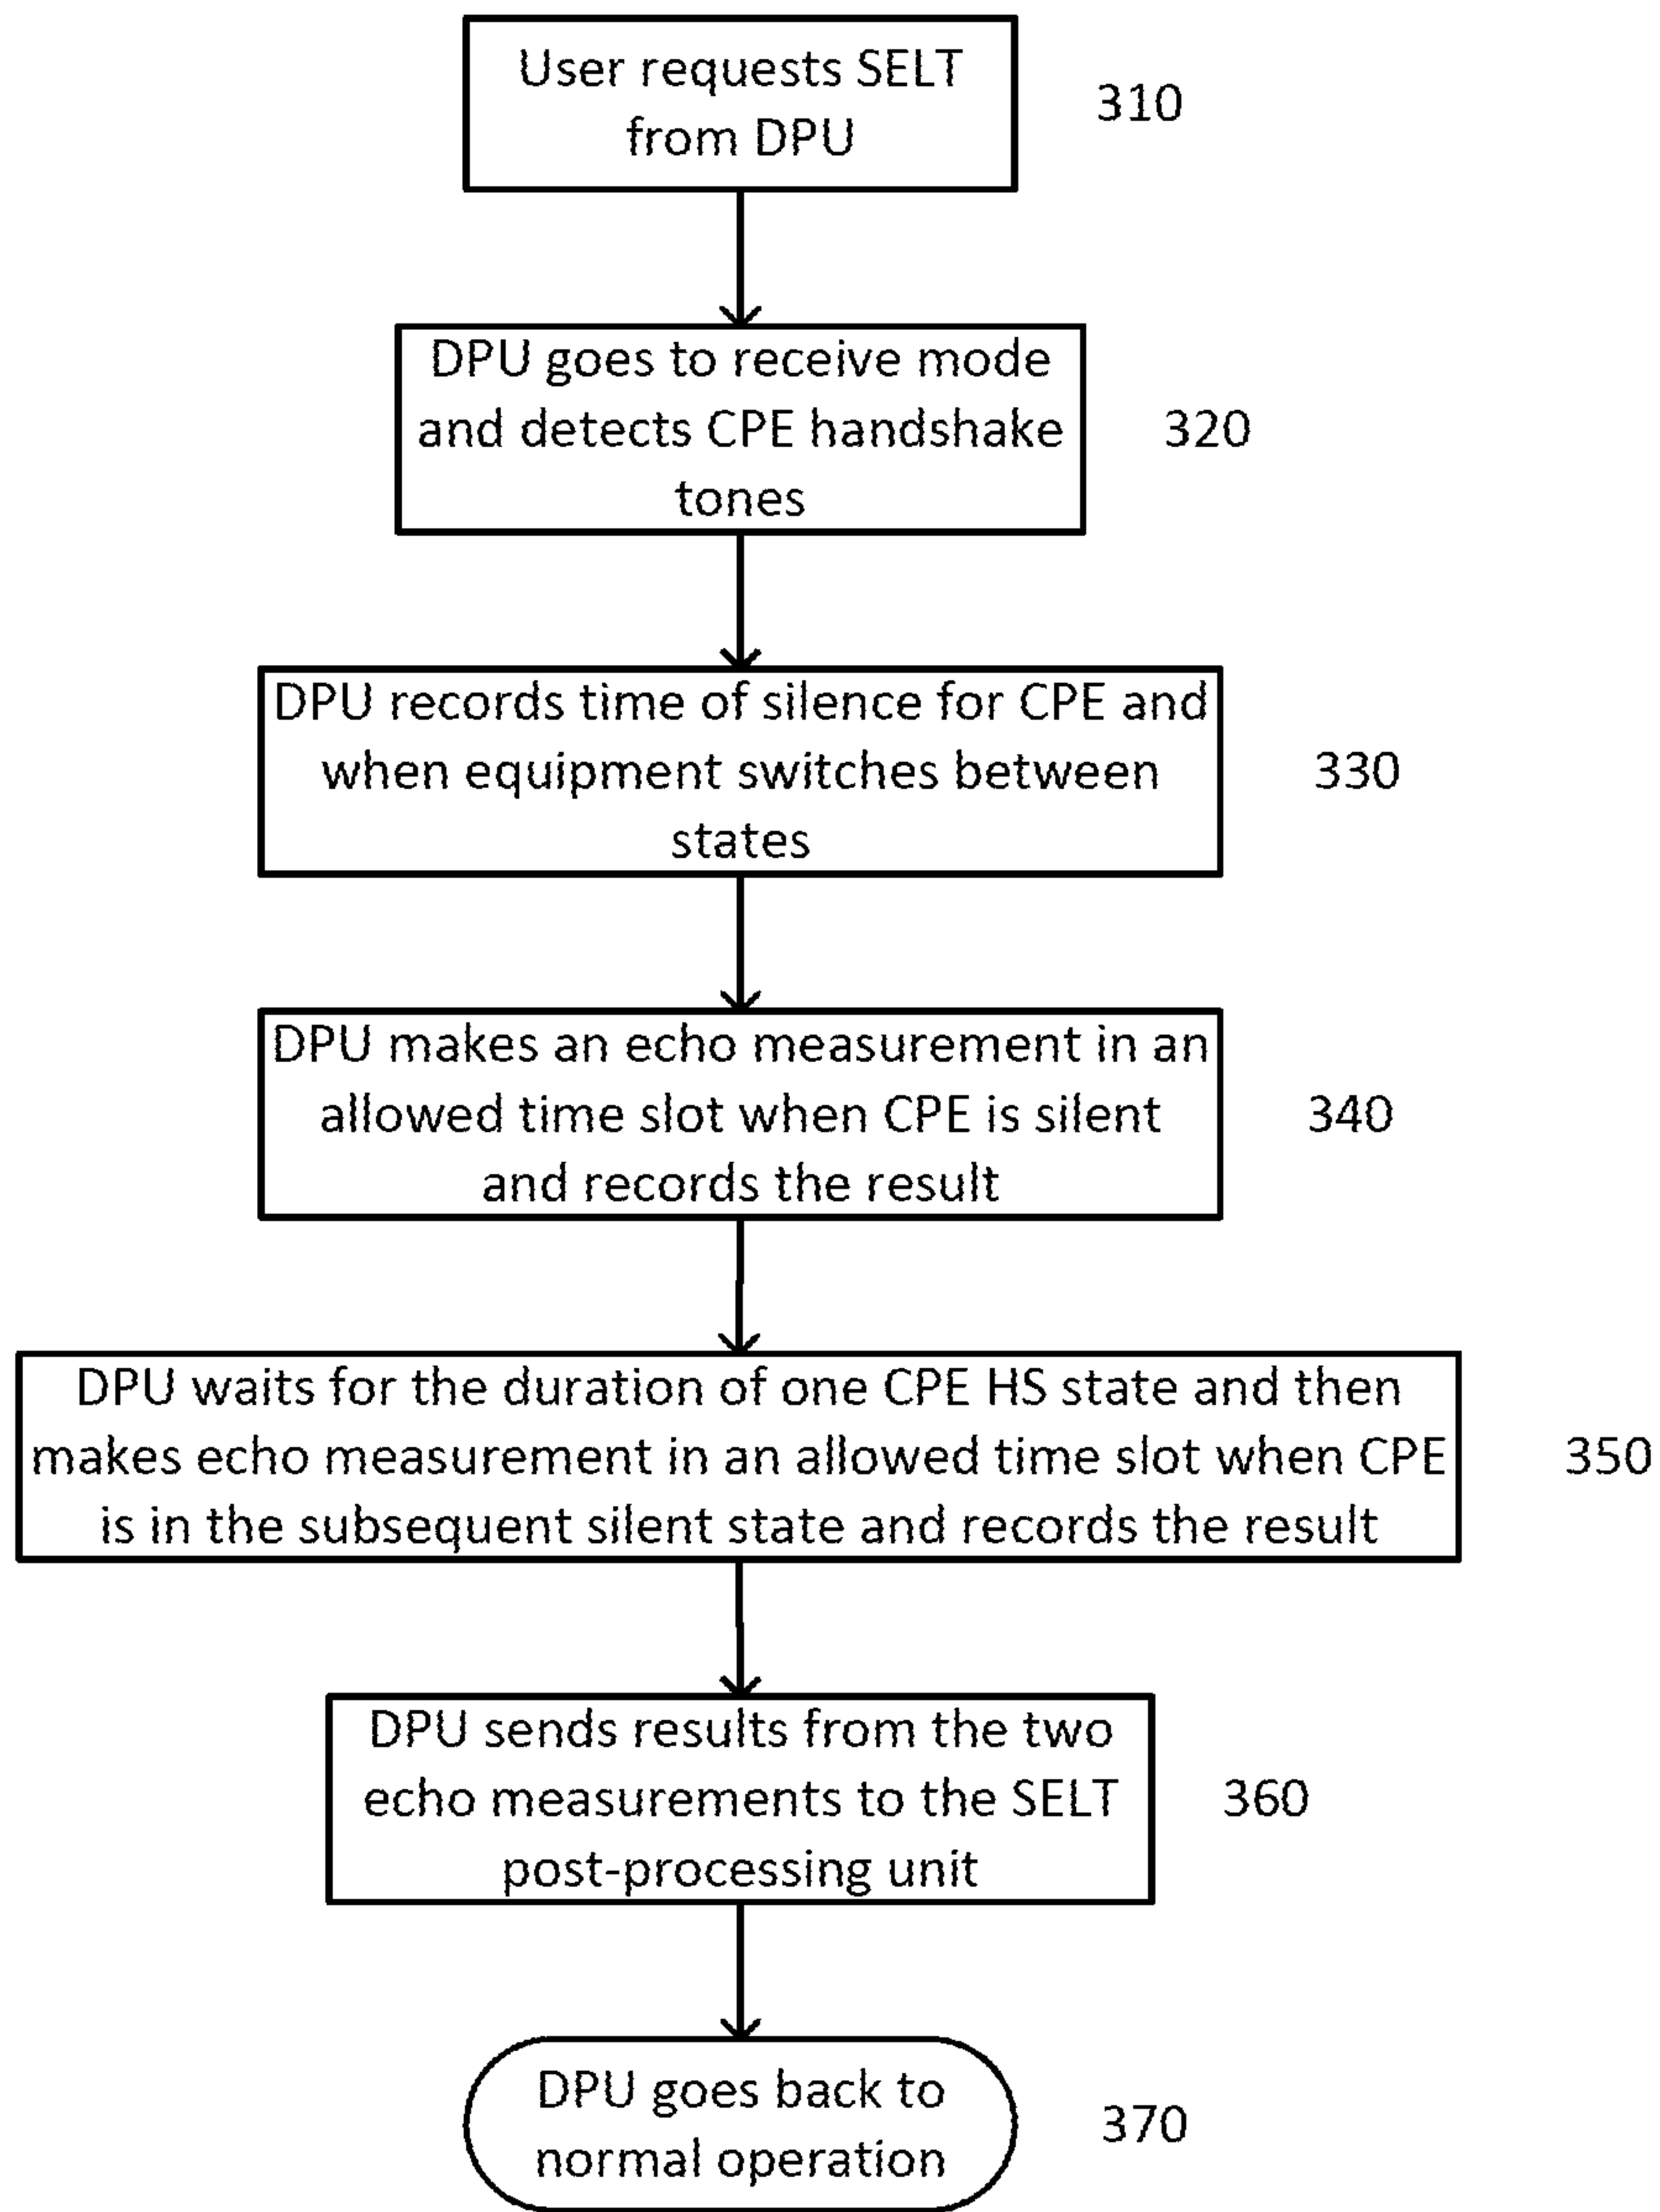 User requests SELT
from DPU
310
DPU goes to receive mode
and detects CPE handshake
tones
320
DPU records time of silence for CPE and
when equipment switches between
states
330
DPU makes an echo measurement in an
allowed time slot when CPE is silent
and records the result
340
DPU waits for the duration of one CPE HS state and then
makes echo measurement in an allowed time slot when CPE
is in the subsequent silent state and records the result
350
DPU sends results from the two
echo measurements to the SELT
post-processing unit
360
DPU goes back to
normal operation
370